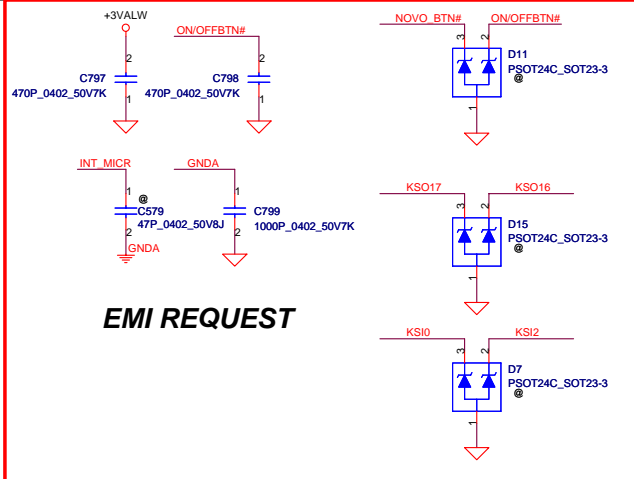 +3VALW
ON/OFFBTN#
2
C797
470P_0402_50V7K
1
2
C798
470P_0402_50V7K
1
INT_MICR
1
@
C579
47P_0402_50V8J
2
GNDA
GNDA
1
C799
1000P_0402_50V7K
2
EMI REQUEST
NOVO_BTN#
ON/OFFBTN#
3
2
D11
PSOT24C_SOT23-3
@
1
KSO17
KSO16
3
2
D15
PSOT24C_SOT23-3
@
1
KSI0
KSI2
3
2
D7
PSOT24C_SOT23-3
@
1